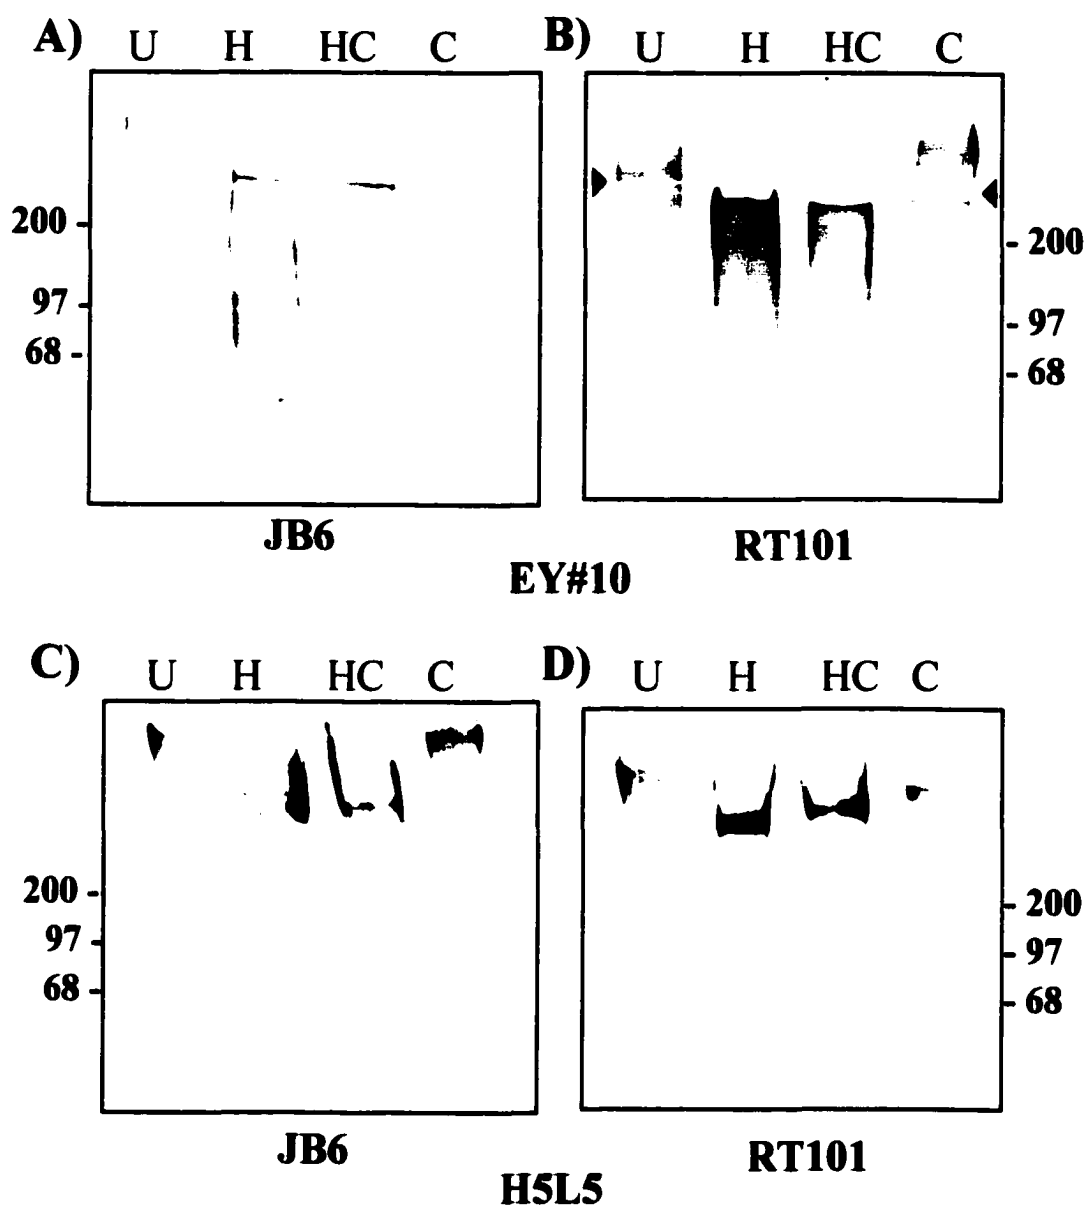 A) U H HC C
B) U H HC C
200 -
97 -
68 -
- 200
- 97
- 68
JB6
RT101
EY#10
C) U H HC C
D) U H HC C
200 -
97 -
68 -
- 200
- 97
- 68
JB6
RT101
H5L5